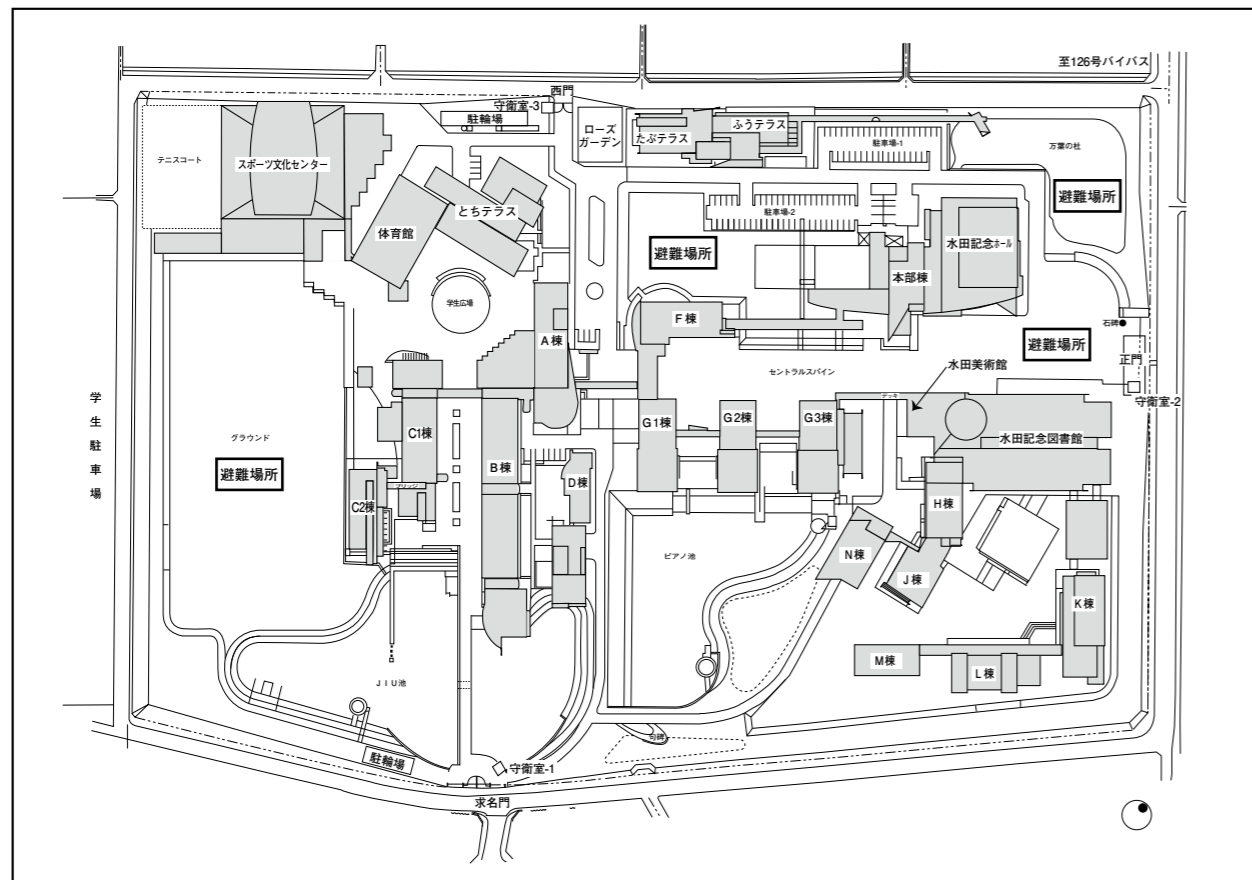 至126号バイパス
西門
守衛室-3
駐輪場
ローズ
ガーデン
たぶテラス
ふうテラス
駐車場-1
万葉の杜
テニスコート
スポーツ文化センター
とちテラス
体育館
駐車場-2
避難場所
避難場所
水田記念ホール
本部棟
学生広場
A棟
F棟
石碑
避難場所
正門
セントラルスパイン
水田美術館
守衛室-2
デッキ
学生駐車場
グラウンド
避難場所
C1棟
B棟
G1棟
G2棟
G3棟
水田記念図書館
D棟
ブリッジ
C2棟
H棟
ピアノ池
N棟
J棟
K棟
M棟
L棟
JIU池
句碑
駐輪場
守衛室-1
求名門